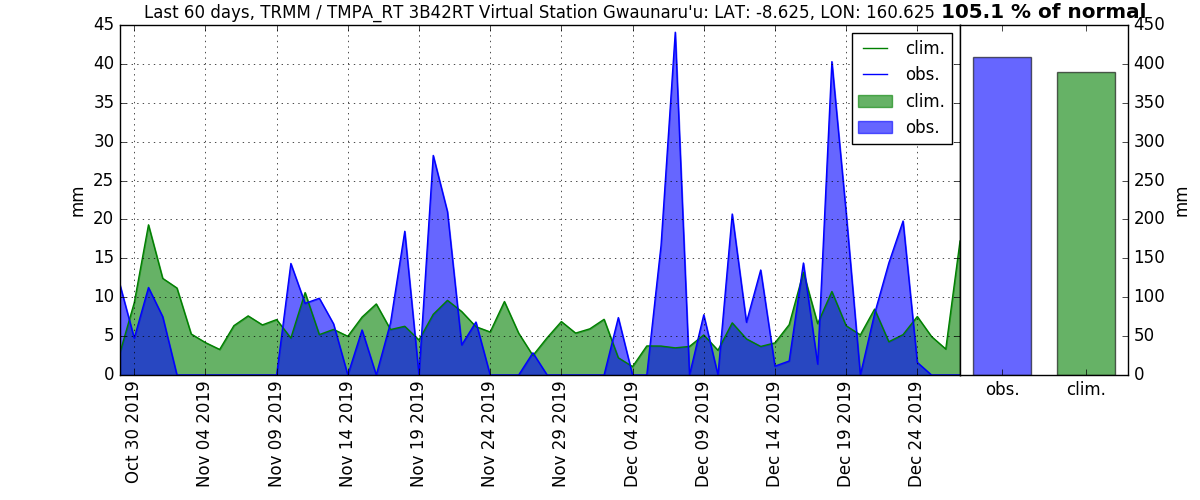 Last 60 days, TRMM / TMPA_RT 3B42RT Virtual Station Gwaunaru'u: LAT: -8.625, LON: 160.625 105.1 % of normal
45
40
35
30
25
20
15
10
5
0
mm
clim.
obs.
clim.
obs.
Oct 30 2019
Nov 04 2019
Nov 09 2019
Nov 14 2019
Nov 19 2019
Nov 24 2019
Nov 29 2019
Dec 04 2019
Dec 09 2019
Dec 14 2019
Dec 19 2019
Dec 24 2019
450
400
350
300
250
200
150
100
50
0
mm
obs.
clim.